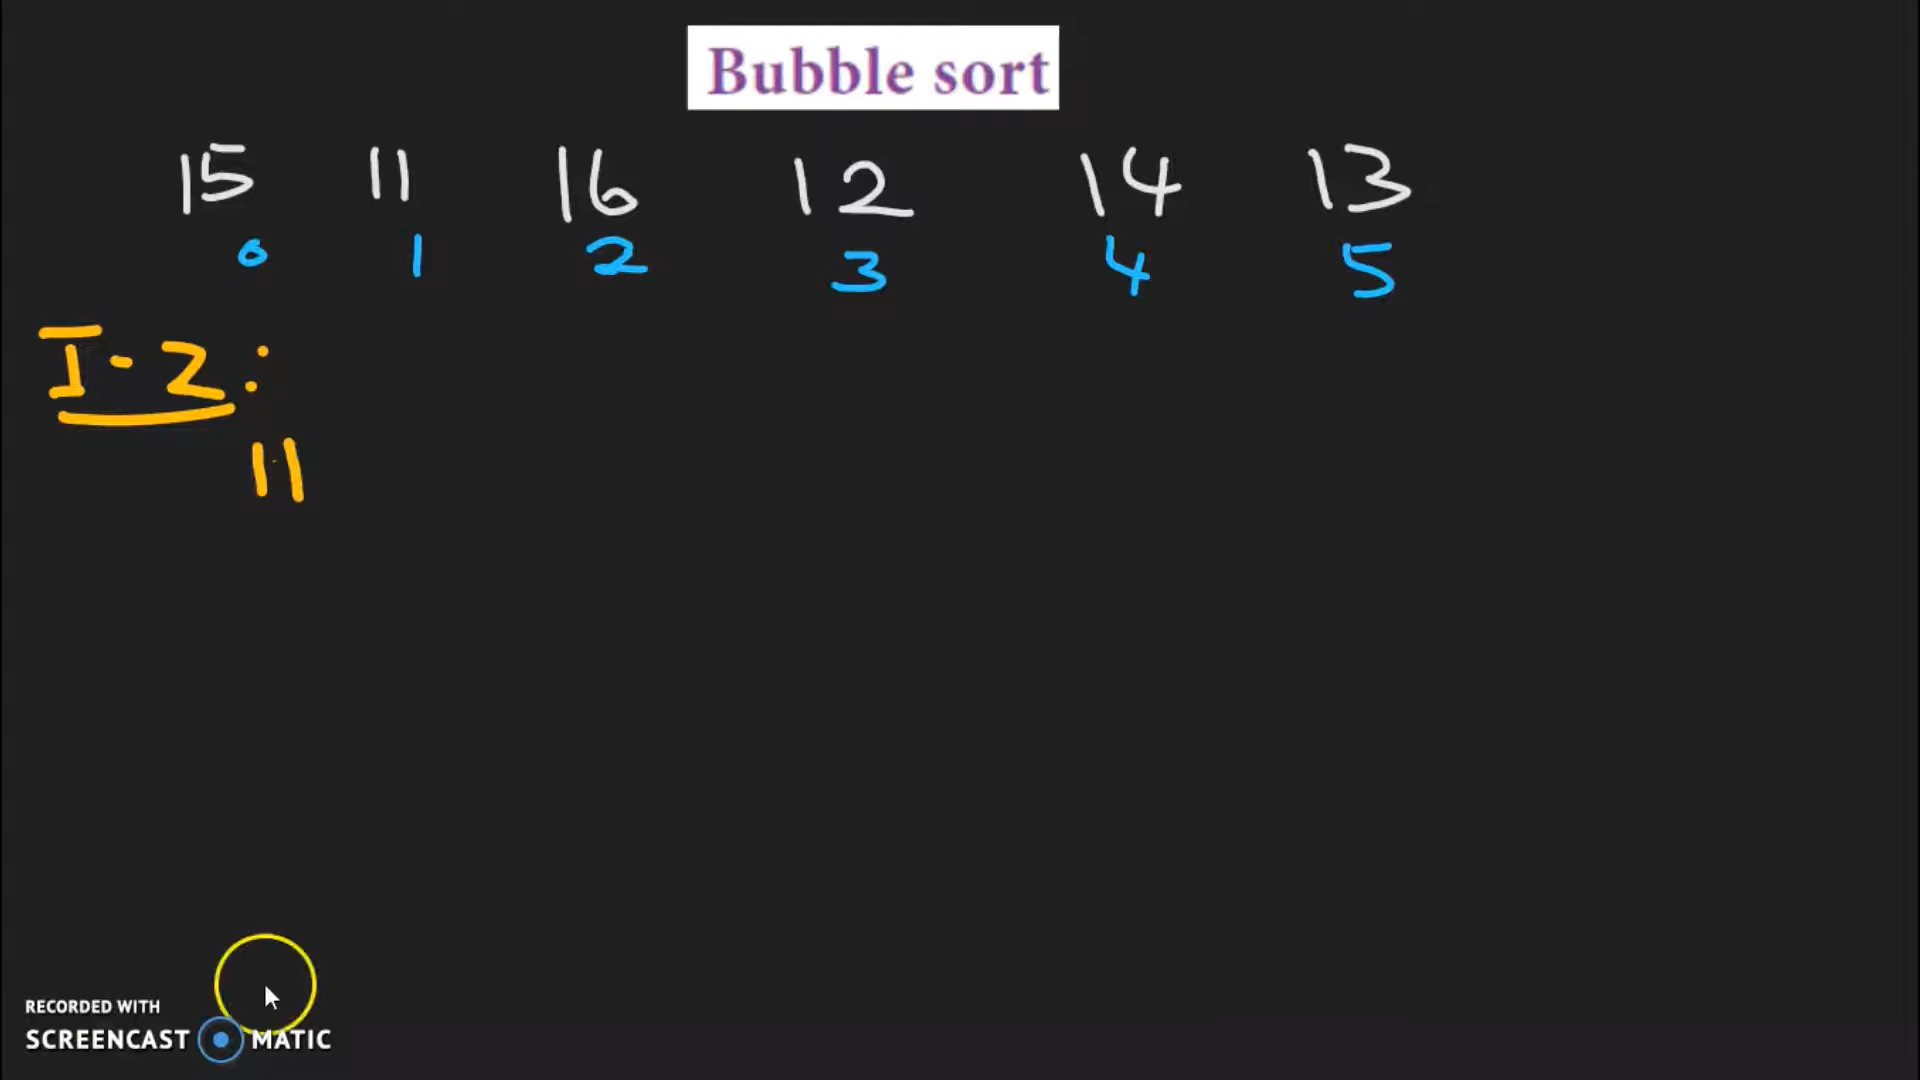 Bubble sort
15 11 16 12 14 13
0 1 2 3 4 5
I-2:
11
RECORDED WITH
SCREENCAST MATIC